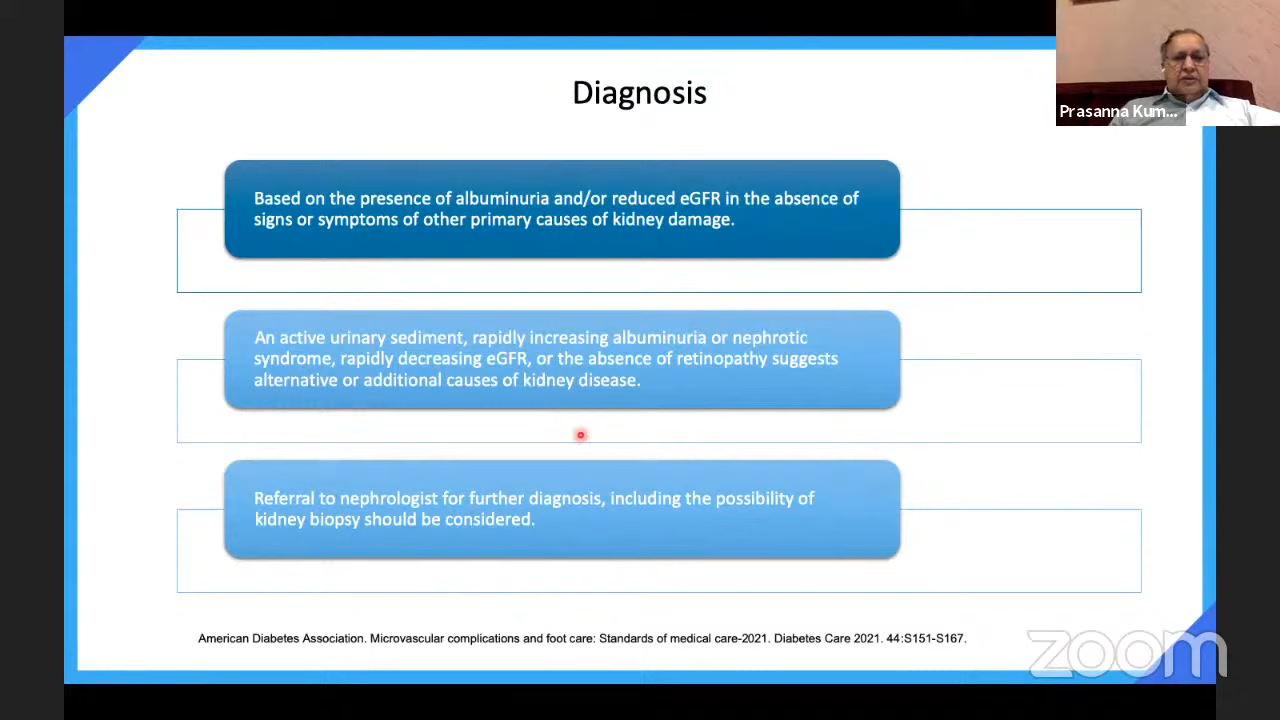 Diagnosis
Prasanna Kum...
Based on the presence of albuminuria and/or reduced eGFR in the absence of
signs or symptoms of other primary causes of kidney damage.
An active urinary sediment, rapidly increasing albuminuria or nephrotic
syndrome, rapidly decreasing eGFR, or the absence of retinopathy suggests
alternative or additional causes of kidney disease.
Referral to nephrologist for further diagnosis, including the possibility of
kidney biopsy should be considered.
American Diabetes Association. Microvascular complications and foot care: Standards of medical care-2021. Diabetes Care 2021. 44:S151-S167.
zoom